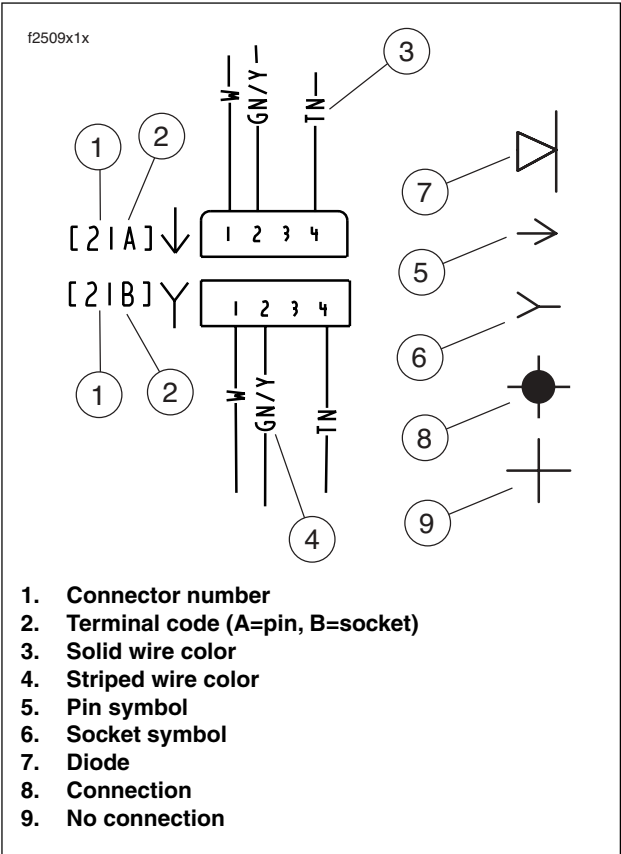 f2509x1x
W GN/Y TN
3
1 2
7
[21A] 1 2 3 4
5
[21B] 1 2 3 4
6
1 2
W GN/Y TN
8
4
9
1. Connector number
2. Terminal code (A=pin, B=socket)
3. Solid wire color
4. Striped wire color
5. Pin symbol
6. Socket symbol
7. Diode
8. Connection
9. No connection